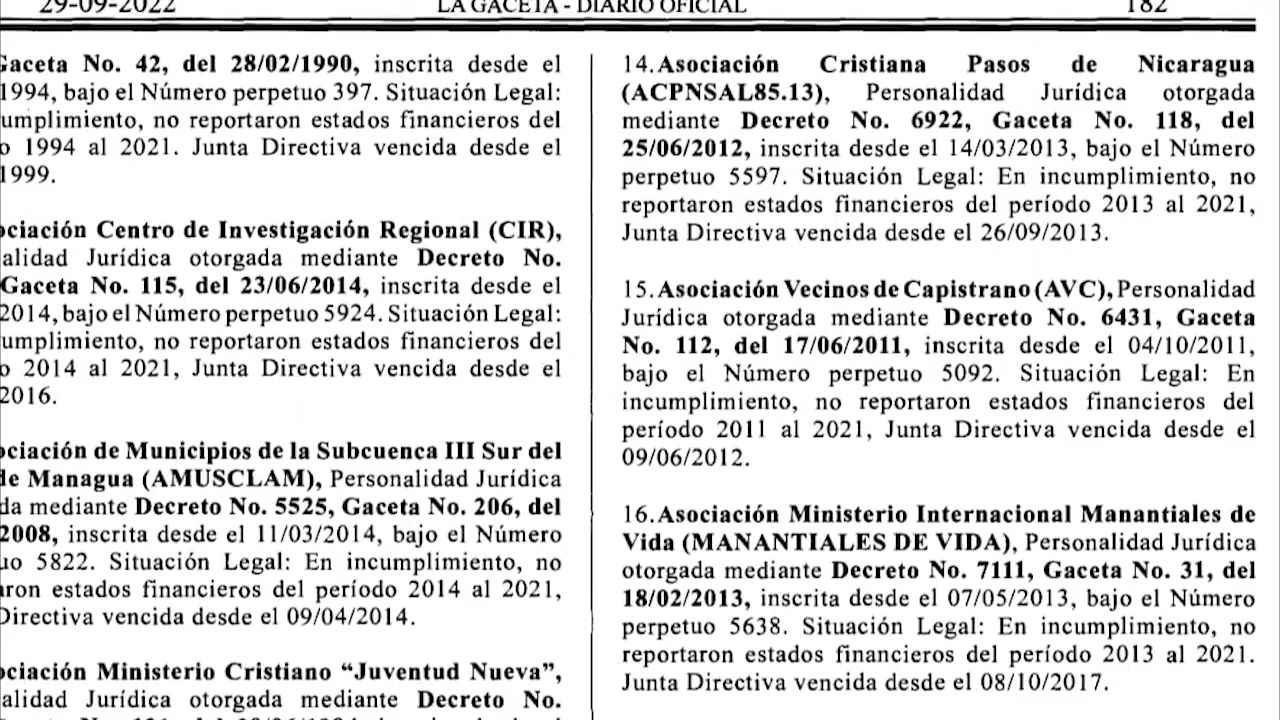 29-09-2022 LA GACETA - DIARIO OFICIAL 182
Gaceta No. 42, del 28/02/1990, inscrita desde el
1994, bajo el Número perpetuo 397. Situación Legal:
umplimiento, no reportaron estados financieros del
o 1994 al 2021. Junta Directiva vencida desde el
1999.
ociación Centro de Investigación Regional (CIR),
alidad Jurídica otorgada mediante Decreto No.
Gaceta No. 115, del 23/06/2014, inscrita desde el
2014, bajo el Número perpetuo 5924. Situación Legal:
umplimiento, no reportaron estados financieros del
o 2014 al 2021, Junta Directiva vencida desde el
2016.
ociación de Municipios de la Subcuenca III Sur del
de Managua (AMUSCLAM), Personalidad Jurídica
da mediante Decreto No. 5525, Gaceta No. 206, del
2008, inscrita desde el 11/03/2014, bajo el Número
uo 5822. Situación Legal: En incumplimiento, no
aron estados financieros del período 2014 al 2021,
Directiva vencida desde el 09/04/2014.
ociación Ministerio Cristiano “Juventud Nueva”,
alidad Jurídica otorgada mediante Decreto No.
14. Asociación Cristiana Pasos de Nicaragua
(ACPNSAL85.13), Personalidad Jurídica otorgada
mediante Decreto No. 6922, Gaceta No. 118, del
25/06/2012, inscrita desde el 14/03/2013, bajo el Número
perpetuo 5597. Situación Legal: En incumplimiento, no
reportaron estados financieros del período 2013 al 2021,
Junta Directiva vencida desde el 26/09/2013.
15. Asociación Vecinos de Capistrano (AVC), Personalidad
Jurídica otorgada mediante Decreto No. 6431, Gaceta
No. 112, del 17/06/2011, inscrita desde el 04/10/2011,
bajo el Número perpetuo 5092. Situación Legal: En
incumplimiento, no reportaron estados financieros del
período 2011 al 2021, Junta Directiva vencida desde el
09/06/2012.
16. Asociación Ministerio Internacional Manantiales de
Vida (MANANTIALES DE VIDA), Personalidad Jurídica
otorgada mediante Decreto No. 7111, Gaceta No. 31, del
18/02/2013, inscrita desde el 07/05/2013, bajo el Número
perpetuo 5638. Situación Legal: En incumplimiento, no
reportaron estados financieros del período 2013 al 2021.
Junta Directiva vencida desde el 08/10/2017.